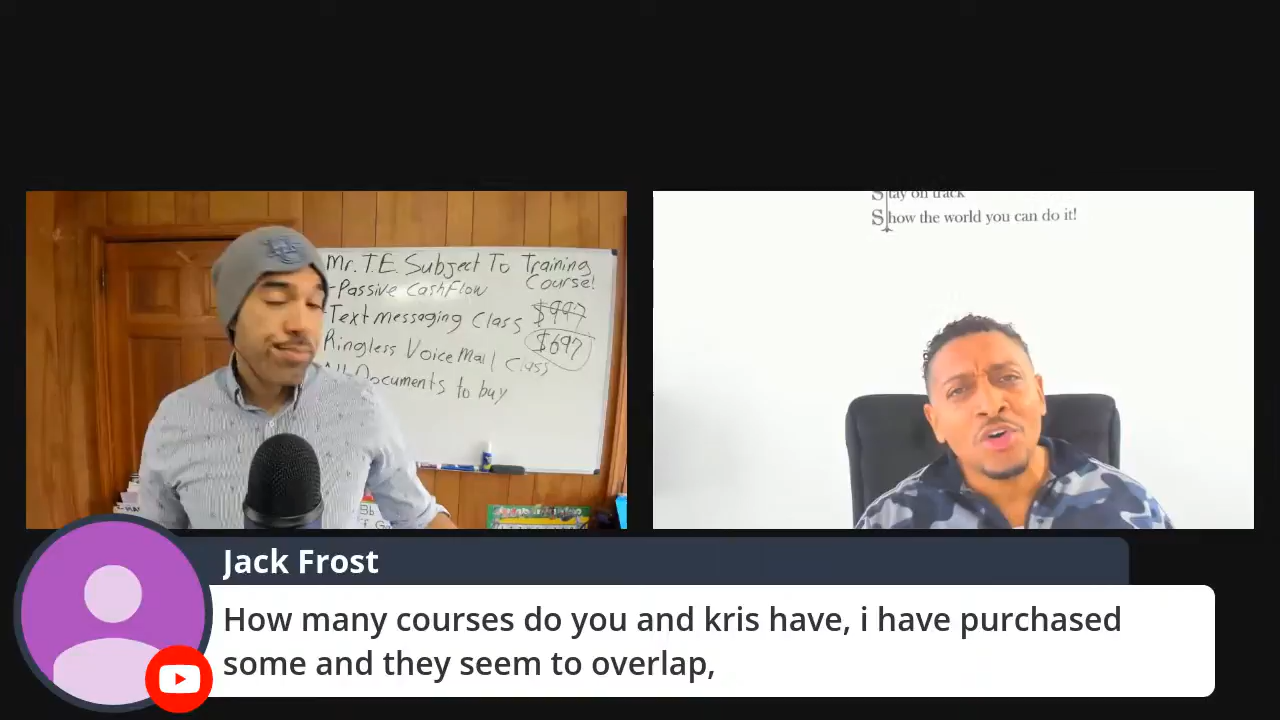 Stay on track
Show the world you can do it!
Mr. T.E. Subject To Training
Course!
-Passive CashFlow
Text messaging Class $997
$697
Ringless VoiceMail Class
All Documents to buy
Bb
Jack Frost
How many courses do you and kris have, i have purchased
some and they seem to overlap,